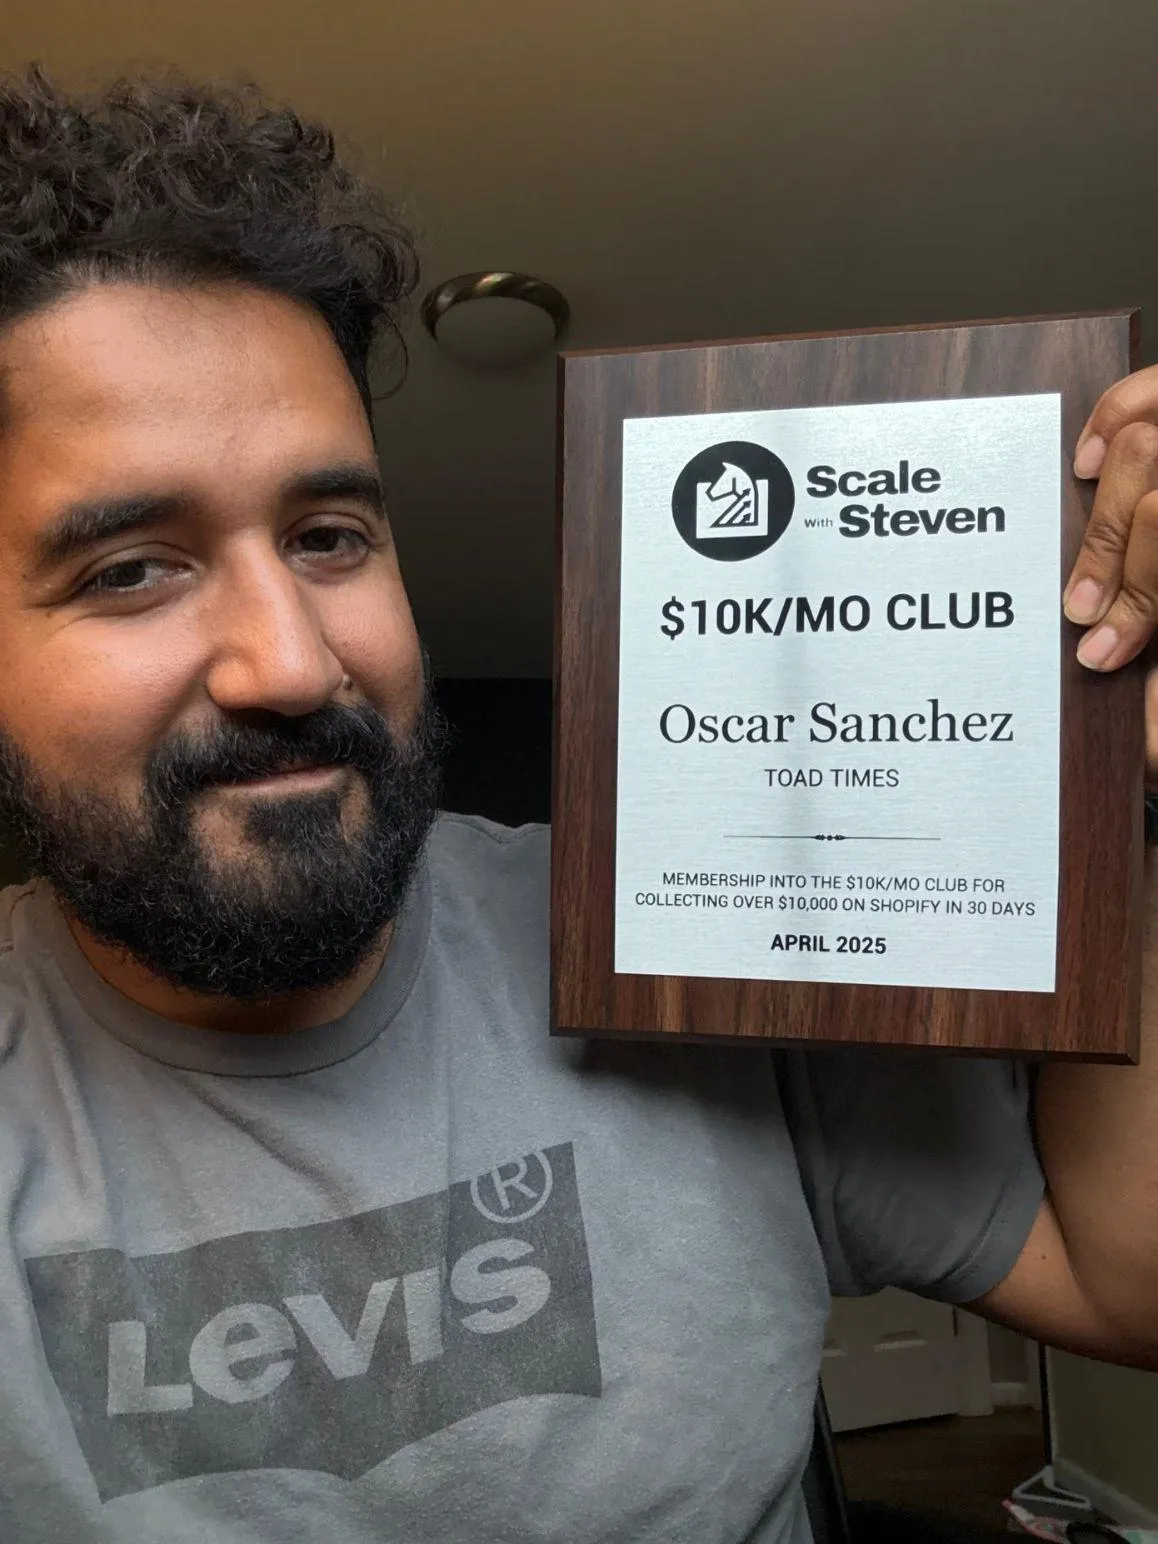 Scale
With Steven
$10K/MO CLUB
Oscar Sanchez
TOAD TIMES
MEMBERSHIP INTO THE $10K/MO CLUB FOR
COLLECTING OVER $10,000 ON SHOPIFY IN 30 DAYS
APRIL 2025
Levi's ®